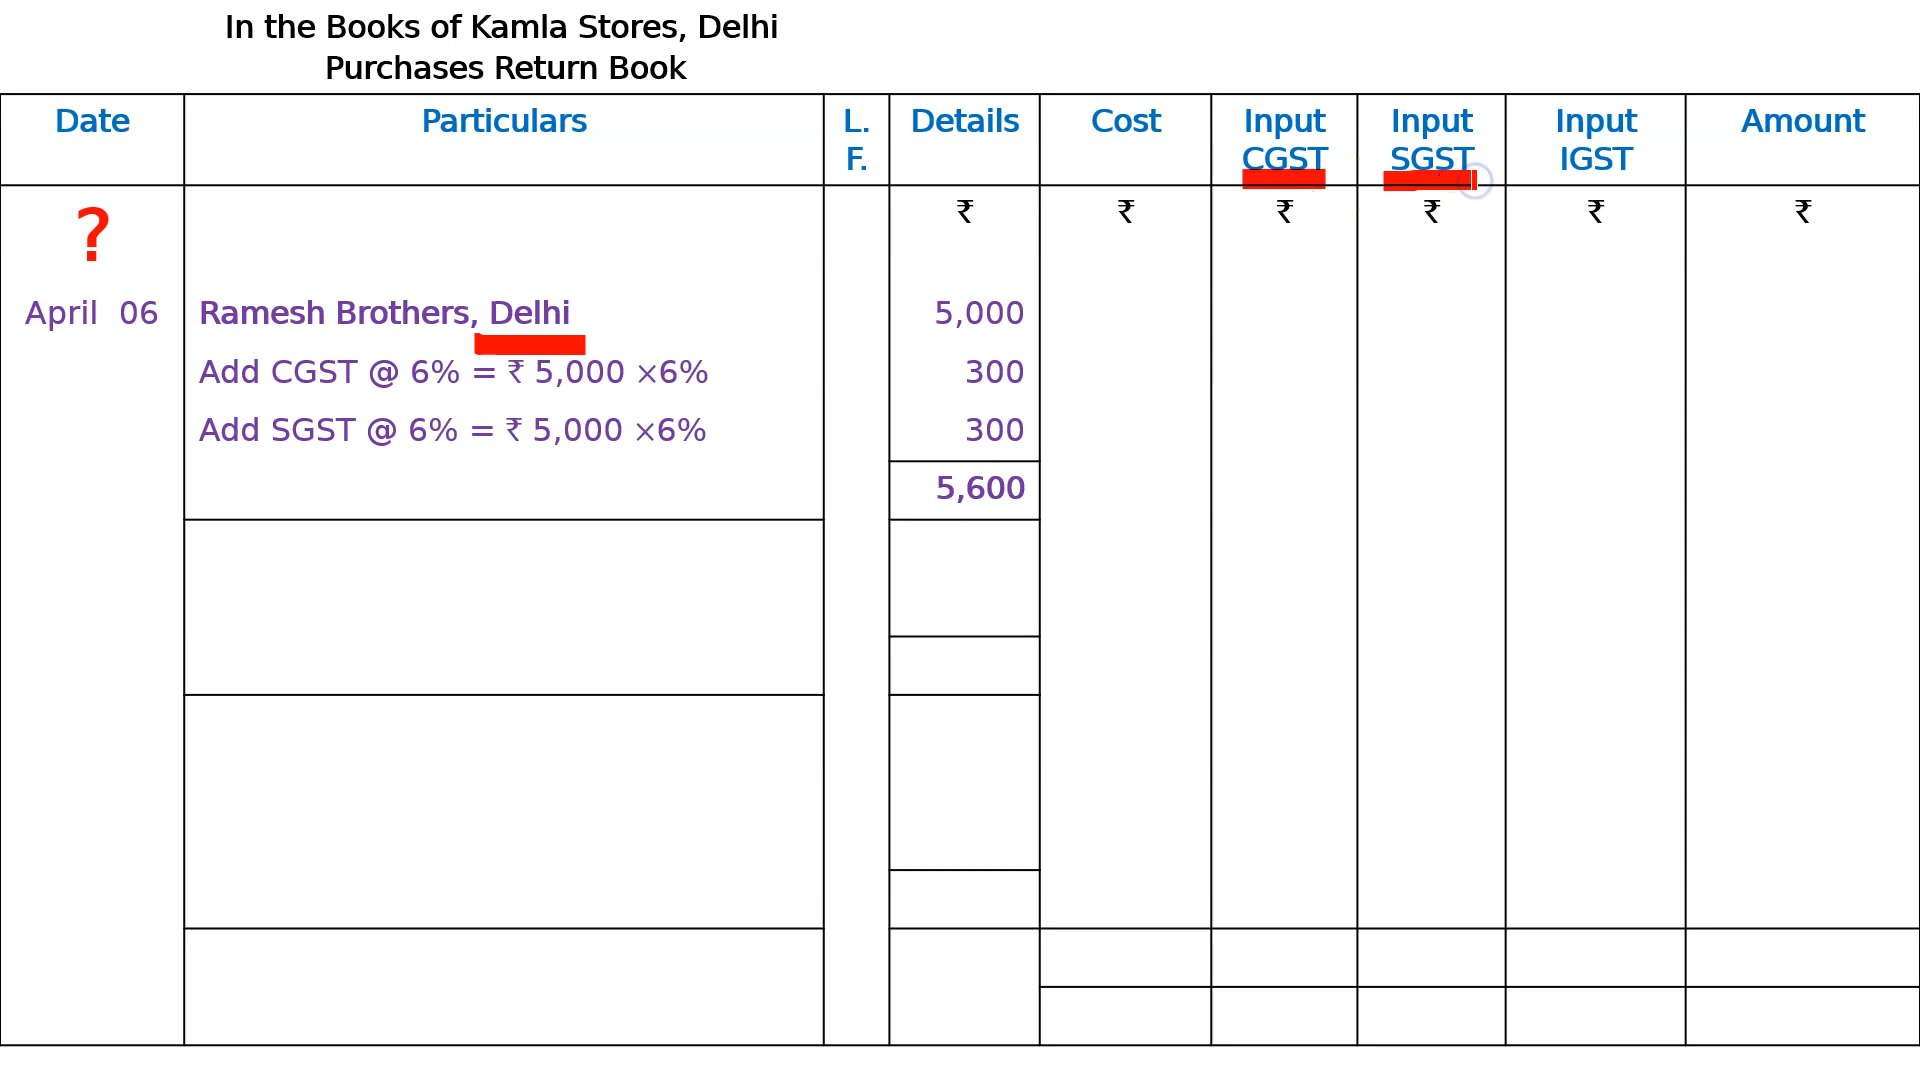 In the Books of Kamla Stores, Delhi
Purchases Return Book
Date Particulars L. F. Details Cost Input CGST Input SGST Input IGST Amount
? ₹ ₹ ₹ ₹ ₹ ₹
April 06 Ramesh Brothers, Delhi 5,000
Add CGST @ 6% = ₹ 5,000 ×6% 300
Add SGST @ 6% = ₹ 5,000 ×6% 300
5,600